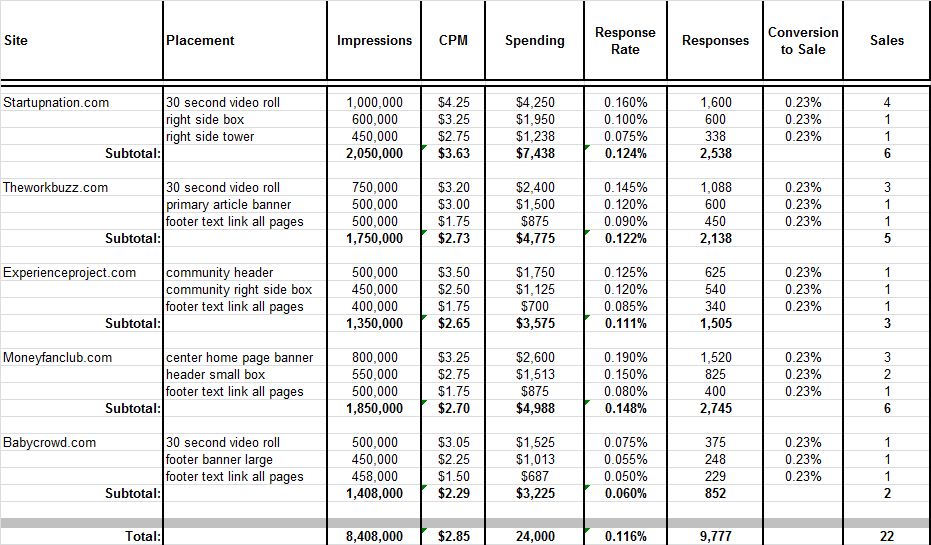 Site Placement Impressions CPM Spending Response Rate Responses Conversion to Sale Sales
Startupnation.com 30 second video roll 1,000,000 $4.25 $4,250 0.160% 1,600 0.23% 4
right side box 600,000 $3.25 $1,950 0.100% 600 0.23% 1
right side tower 450,000 $2.75 $1,238 0.075% 338 0.23% 1
Subtotal: 2,050,000 $3.63 $7,438 0.124% 2,538 6
Theworkbuzz.com 30 second video roll 750,000 $3.20 $2,400 0.145% 1,088 0.23% 3
primary article banner 500,000 $3.00 $1,500 0.120% 600 0.23% 1
footer text link all pages 500,000 $1.75 $875 0.090% 450 0.23% 1
Subtotal: 1,750,000 $2.73 $4,775 0.122% 2,138 5
Experienceproject.com community header 500,000 $3.50 $1,750 0.125% 625 0.23% 1
community right side box 450,000 $2.50 $1,125 0.120% 540 0.23% 1
footer text link all pages 400,000 $1.75 $700 0.085% 340 0.23% 1
Subtotal: 1,350,000 $2.65 $3,575 0.111% 1,505 3
Moneyfanclub.com center home page banner 800,000 $3.25 $2,600 0.190% 1,520 0.23% 3
header small box 550,000 $2.75 $1,513 0.150% 825 0.23% 2
footer text link all pages 500,000 $1.75 $875 0.080% 400 0.23% 1
Subtotal: 1,850,000 $2.70 $4,988 0.148% 2,745 6
Babycrowd.com 30 second video roll 500,000 $3.05 $1,525 0.075% 375 0.23% 1
footer banner large 450,000 $2.25 $1,013 0.055% 248 0.23% 1
footer text link all pages 458,000 $1.50 $687 0.050% 229 0.23% 1
Subtotal: 1,408,000 $2.29 $3,225 0.060% 852 2
Total: 8,408,000 $2.85 24,000 0.116% 9,777 22